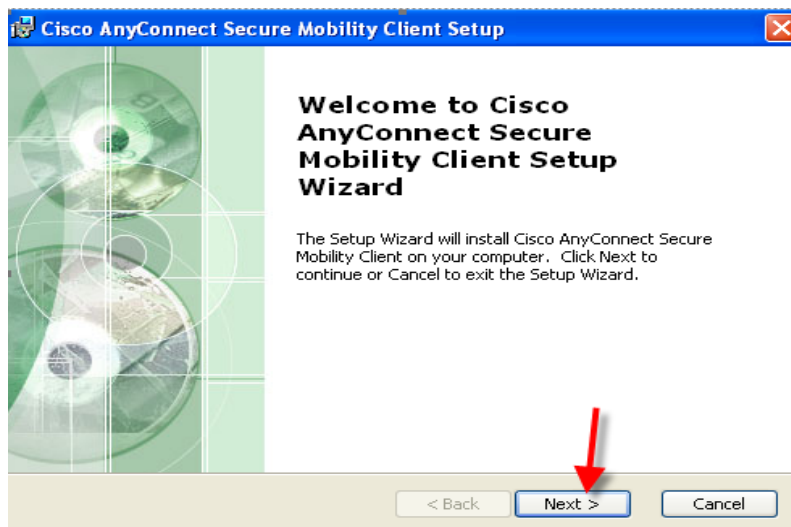 Cisco AnyConnect Secure Mobility Client Setup
Welcome to Cisco
AnyConnect Secure
Mobility Client Setup
Wizard
The Setup Wizard will install Cisco AnyConnect Secure
Mobility Client on your computer. Click Next to
continue or Cancel to exit the Setup Wizard.
< Back Next > Cancel